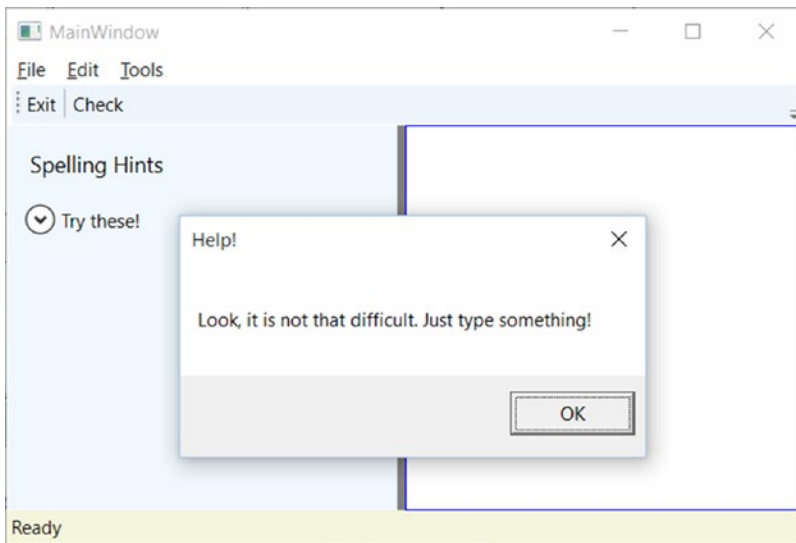 MainWindow
File Edit Tools
Exit Check
Spelling Hints
Try these!
Help!
Look, it is not that difficult. Just type something!
OK
Ready